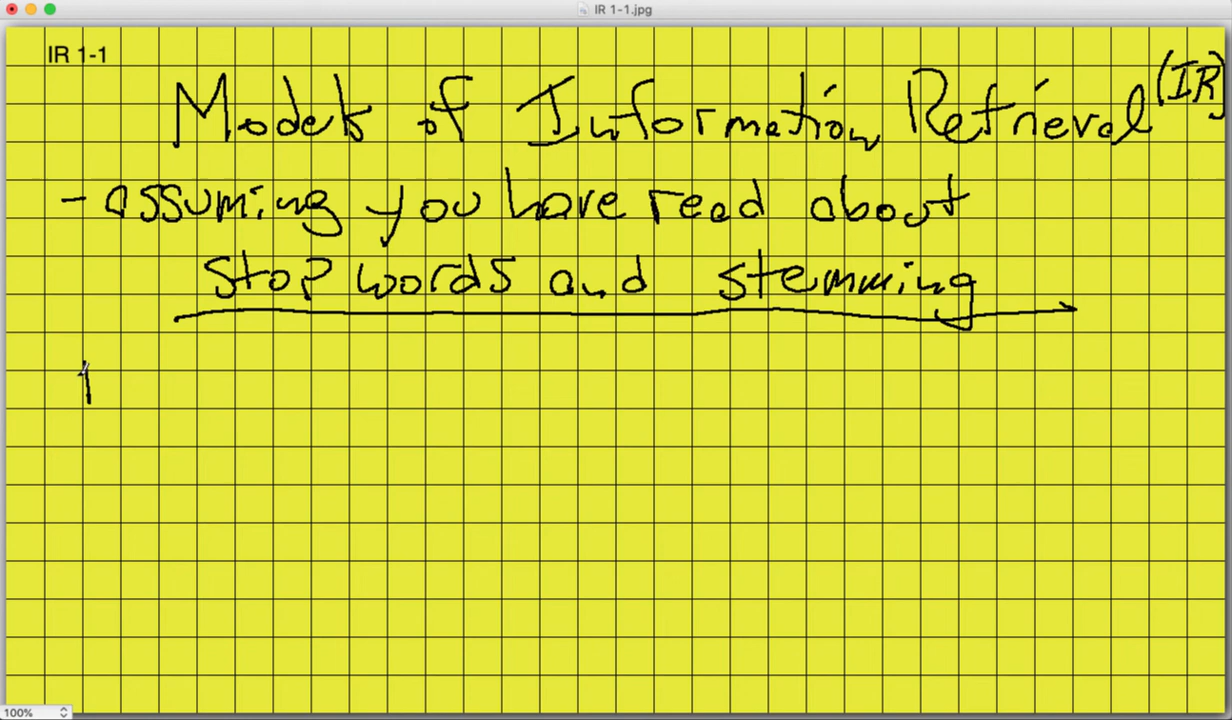 IR 1-1.jpg
IR 1-1
Models of Information Retrieval (IR)
- assuming you have read about
stop words and stemming
1
100%